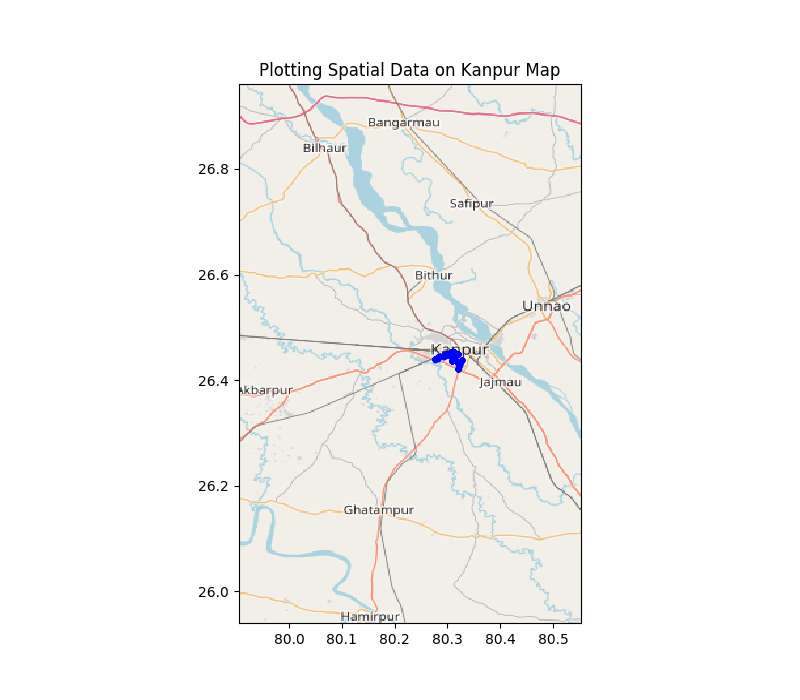 Plotting Spatial Data on Kanpur Map
Bangarmau
Bilhaur
26.8
Safipur
Bithur
26.6
Unnao
Kanpur
26.4
Jajmau
Akbarpur
26.2
Ghatampur
26.0
Hamirpur
80.0 80.1 80.2 80.3 80.4 80.5